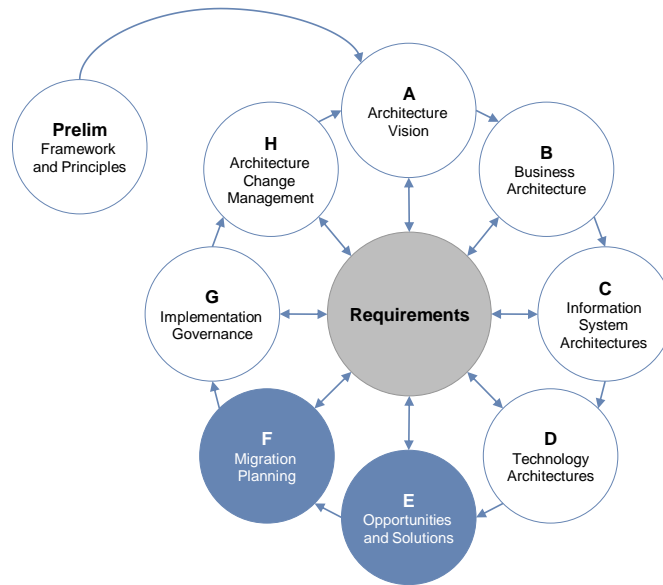 Prelim
Framework
and Principles
A
Architecture
Vision
B
Business
Architecture
C
Information
System
Architectures
D
Technology
Architectures
E
Opportunities
and Solutions
F
Migration
Planning
G
Implementation
Governance
H
Architecture
Change
Management
Requirements